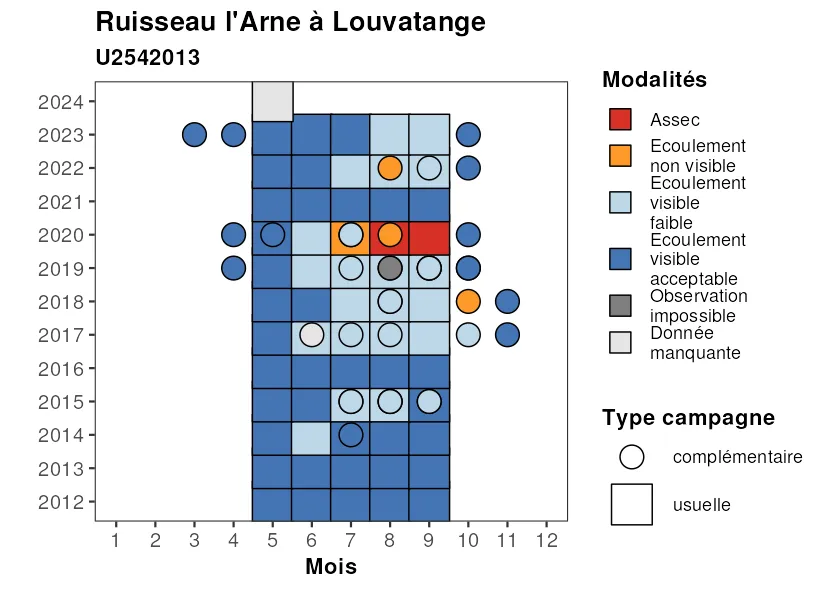 Ruisseau l'Arne à Louvatange
U2542013
2024
2023
2022
2021
2020
2019
2018
2017
2016
2015
2014
2013
2012
1 2 3 4 5 6 7 8 9 10 11 12
Mois
Modalités
Assec
Ecoulement
non visible
Ecoulement
visible
faible
Ecoulement
visible
acceptable
Observation
impossible
Donnée
manquante
Type campagne
complémentaire
usuelle